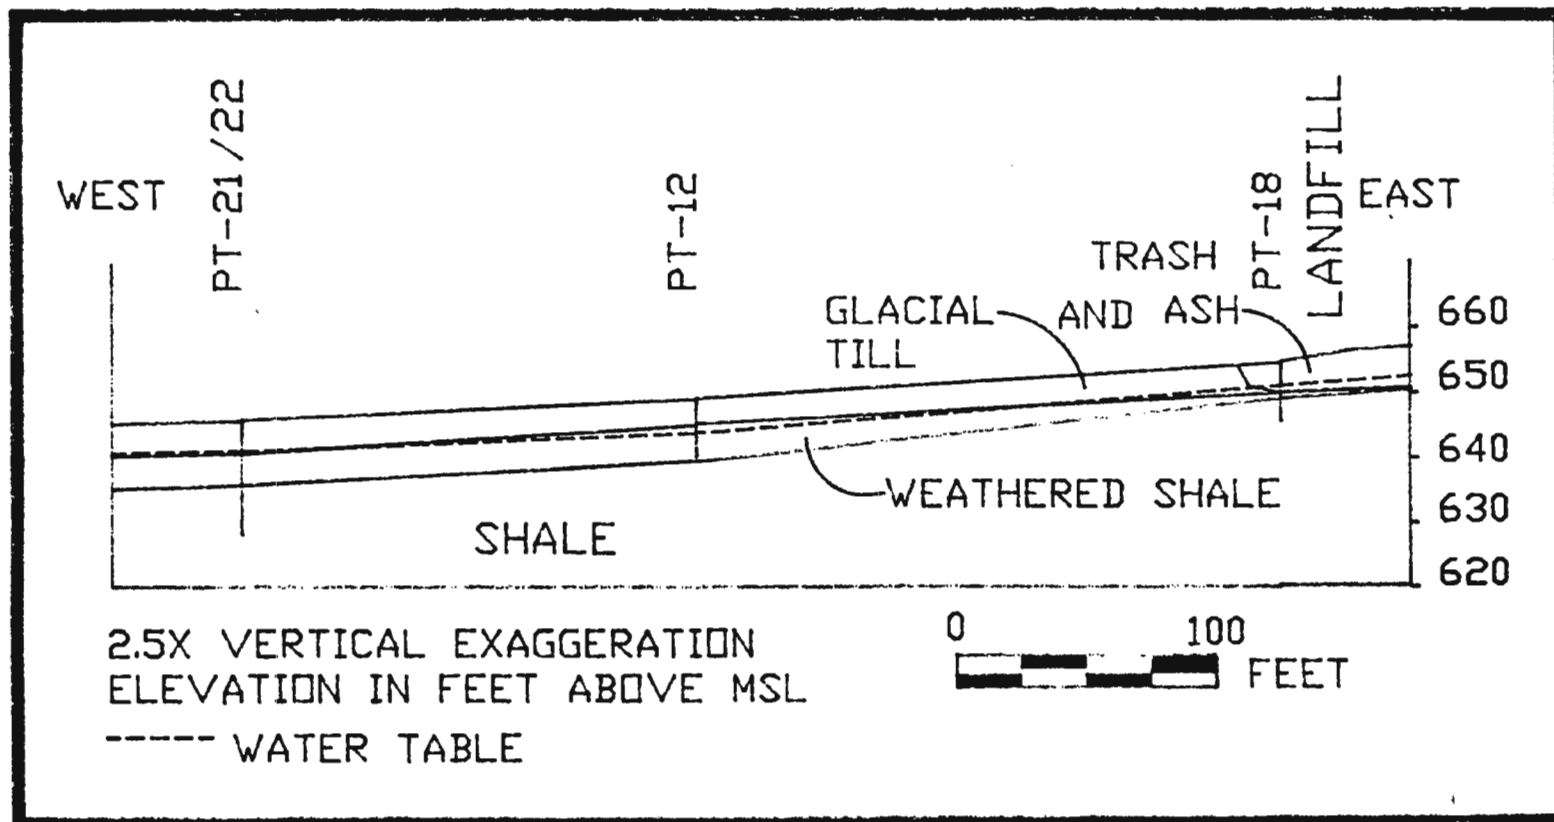 WEST
PT-21/22
PT-12
PT-18
LANDFILL
EAST
TRASH
AND ASH
GLACIAL
TILL
660
650
640
630
620
WEATHERED SHALE
SHALE
2.5X VERTICAL EXAGGERATION
ELEVATION IN FEET ABOVE MSL
----- WATER TABLE
0 100
FEET